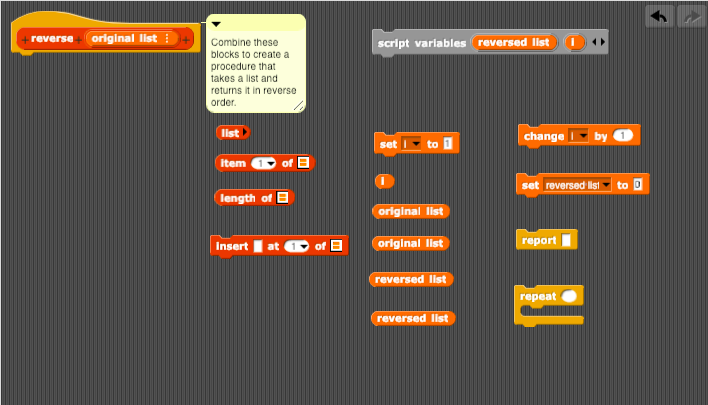 + reverse + original list ⋮ +
Combine these
blocks to create a
procedure that
takes a list and
returns it in reverse
order.
script variables reversed list i
list
item 1 of
length of
insert at 1 of
set i to 1
i
original list
original list
reversed list
reversed list
change i by 1
set reversed list to 0
report
repeat